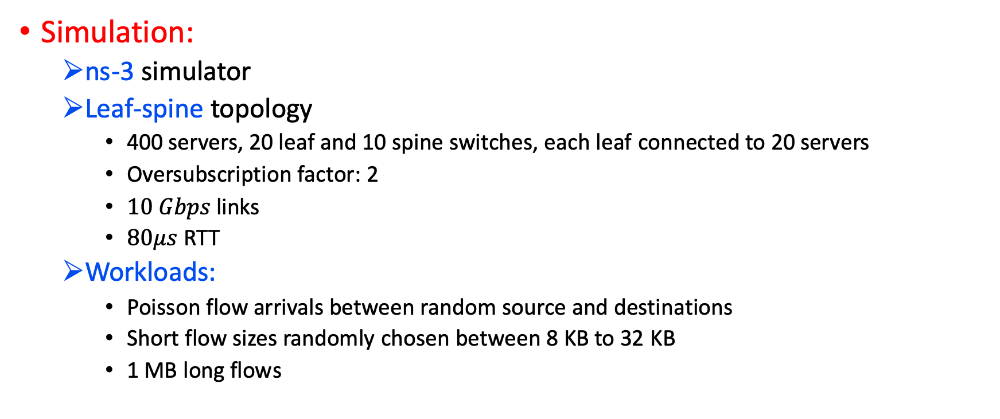 • Simulation:
➢ns-3 simulator
➢Leaf-spine topology
• 400 servers, 20 leaf and 10 spine switches, each leaf connected to 20 servers
• Oversubscription factor: 2
• 10 Gbps links
• 80μs RTT
➢Workloads:
• Poisson flow arrivals between random source and destinations
• Short flow sizes randomly chosen between 8 KB to 32 KB
• 1 MB long flows